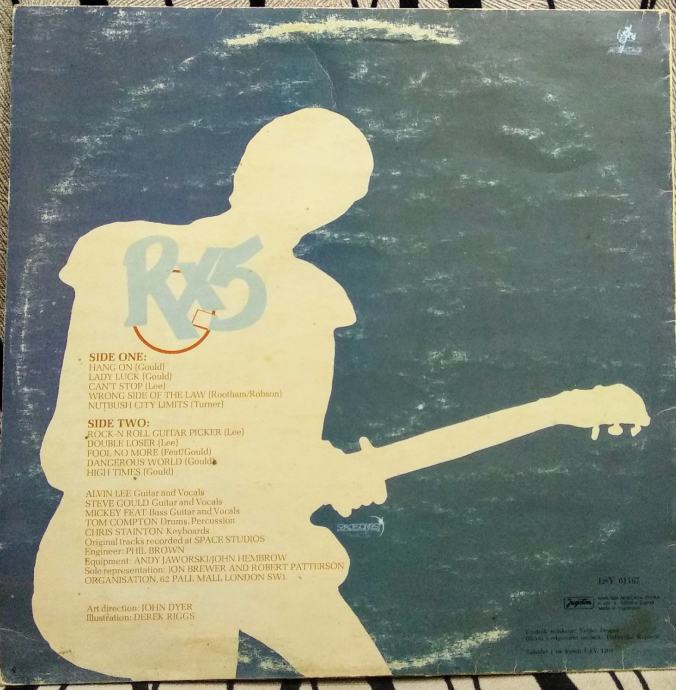 RX5
SIDE ONE:
HANG ON (Gould)
LADY LUCK (Gould)
CAN'T STOP (Lee)
WRONG SIDE OF THE LAW (Rootham/Robson)
NUTBUSH CITY LIMITS (Turner)
SIDE TWO:
ROCK-N ROLL GUITAR PICKER (Lee)
DOUBLE LOSER (Lee)
FOOL NO MORE (Feat/Gould)
DANGEROUS WORLD (Gould)
HIGH TIMES (Gould)
ALVIN LEE Guitar and Vocals
STEVE GOULD Guitar and Vocals
MICKEY FEAT Bass Guitar and Vocals
TOM COMPTON Drums, Percussion
CHRIS STAINTON Keyboards
Original tracks recorded at SPACE STUDIOS
Engineer: PHIL BROWN
Equipment: ANDY JAWORSKI/JOHN HEMBROW
Sole representation: JON BREWER AND ROBERT PATTERSON
ORGANISATION, 62 PALL MALL LONDON SW1.
Art direction: JOHN DYER
Illustration: DEREK RIGGS
SPACESONGS
LSY 61567
Jugoton